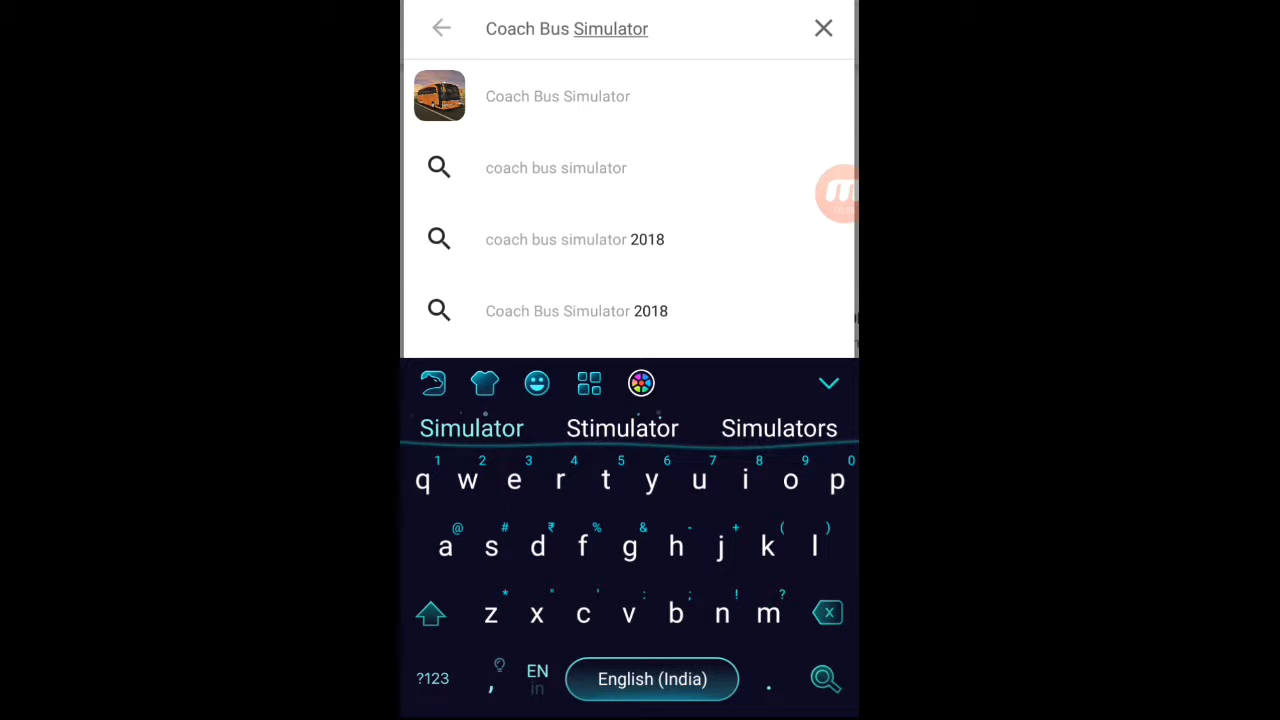 Coach Bus Simulator
Coach Bus Simulator
coach bus simulator
coach bus simulator 2018
Coach Bus Simulator 2018
Simulator Stimulator Simulators
1 2 3 4 5 6 7 8 9 0
q w e r t y u i o p
@ # ₹ % & - + ( )
a s d f g h j k l
* " ' : ; ! ?
z x c v b n m
?123 , EN in English (India) .